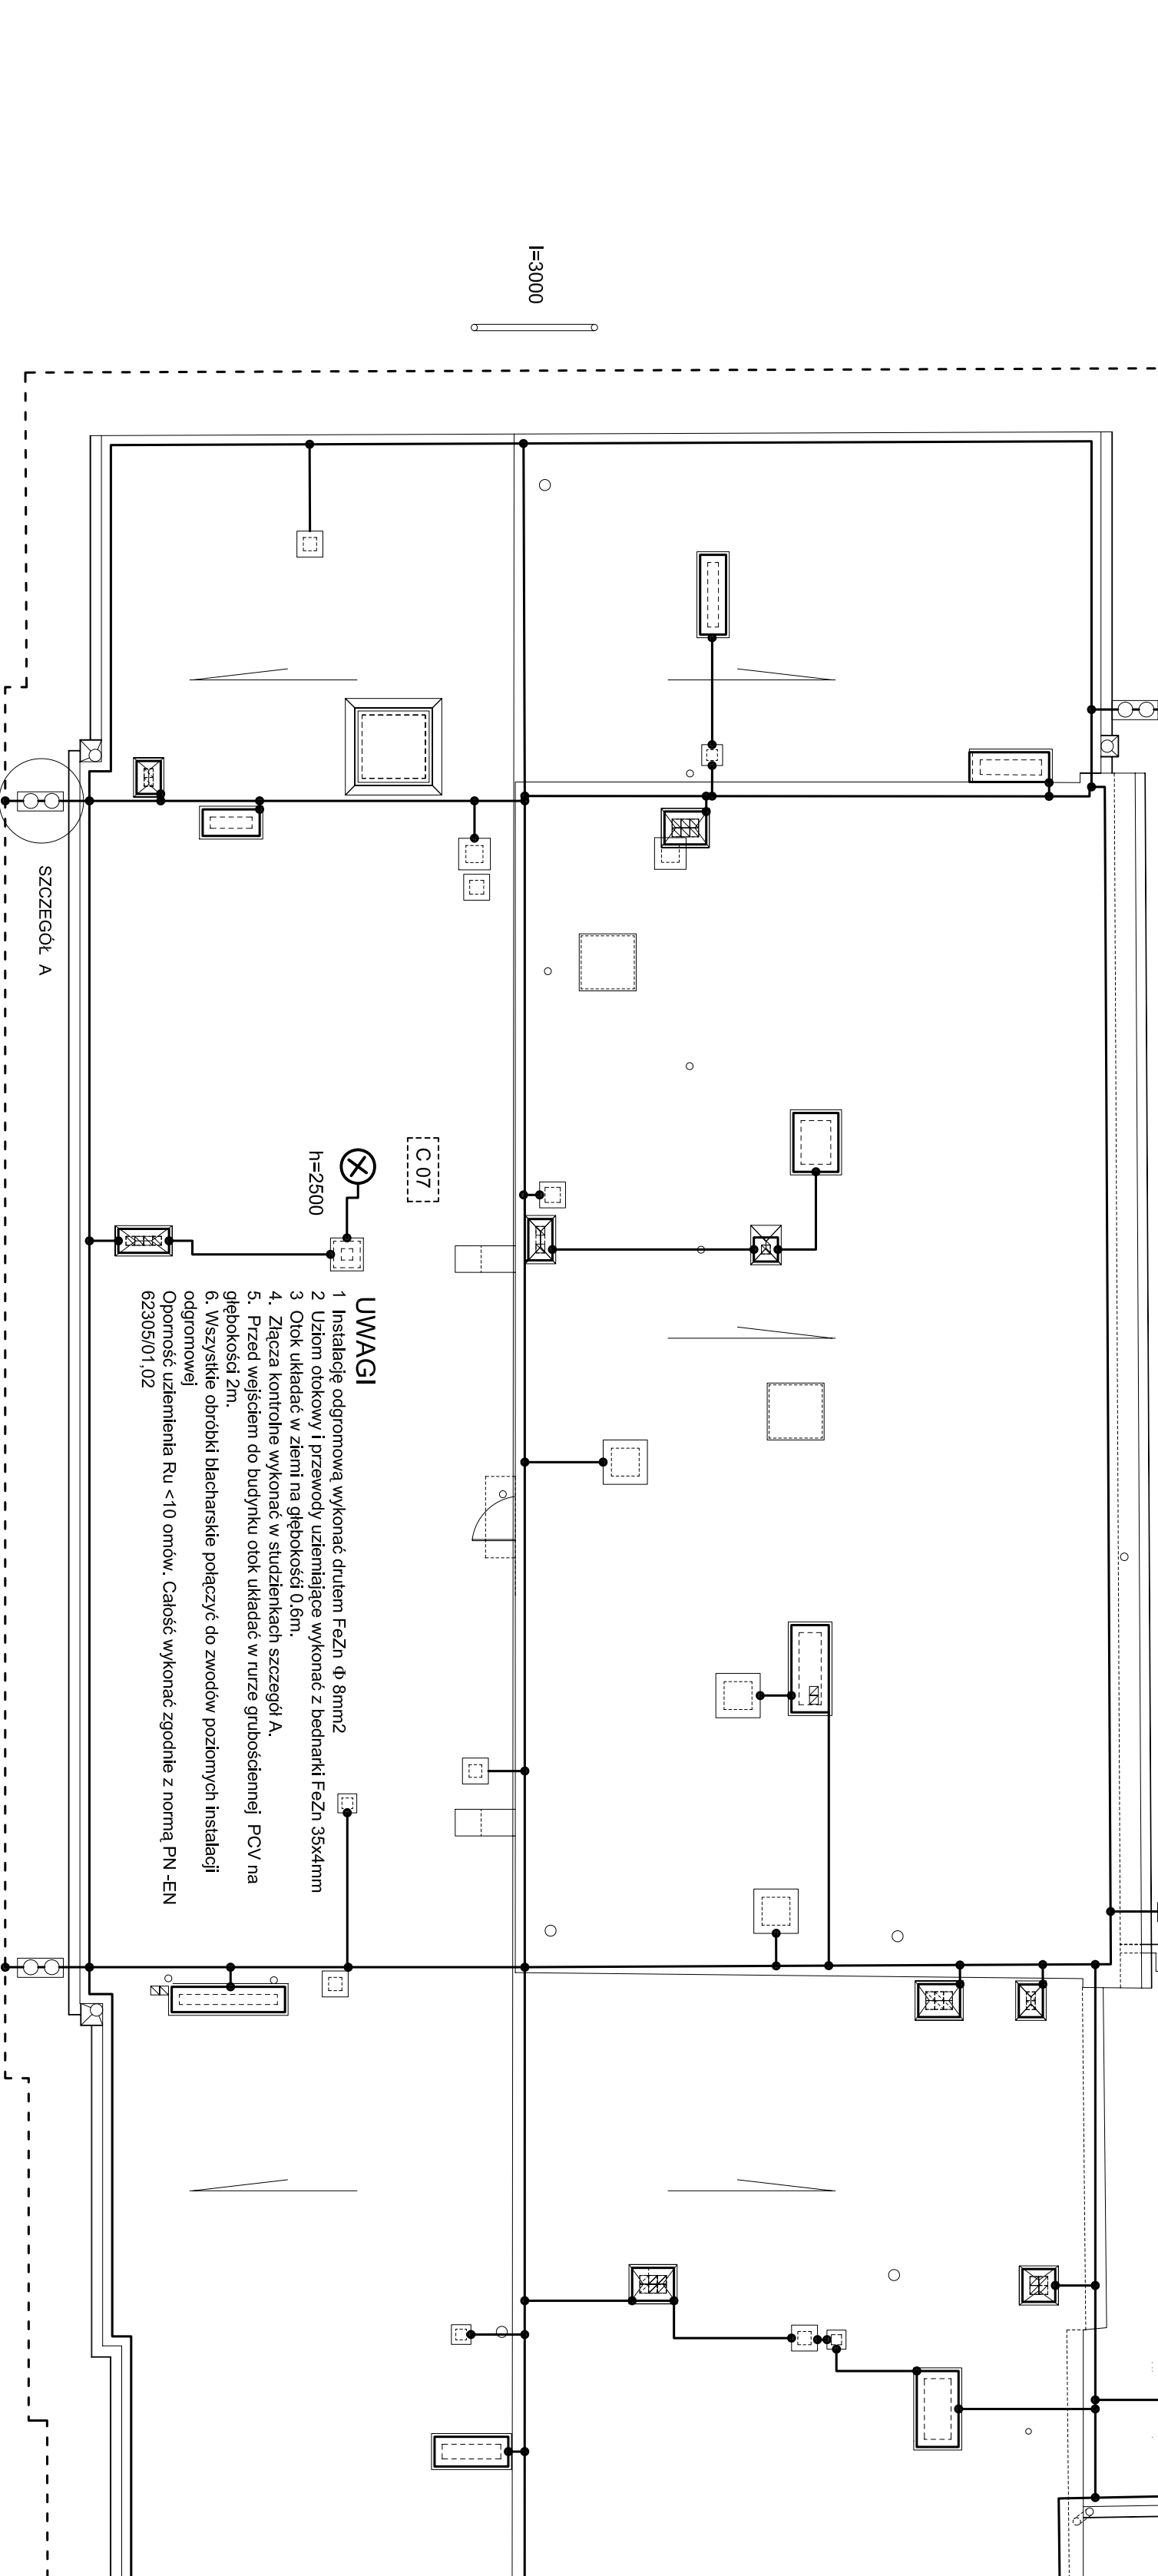 l=3000
SZCZEGÓŁ A
C 07
h=2500
UWAGI
1 Instalację odgromową wykonać drutem FeZn Φ 8mm2
2 Uziom otokowy i przewody uziemiające wykonać z bednarki FeZn 35x4mm
3 Otok układać w ziemi na głębokości 0.6m.
4. Złącza kontrolne wykonać w studzienkach szczegół A.
5. Przed wejściem do budynku otok układać w rurze grubościennej PCV na
głębokości 2m.
6. Wszystkie obróbki blacharskie połączyć do zwodów poziomych instalacji
odgromowej
Oporność uziemienia Ru <10 omów. Całość wykonać zgodnie z normą PN -EN
62305/01,02